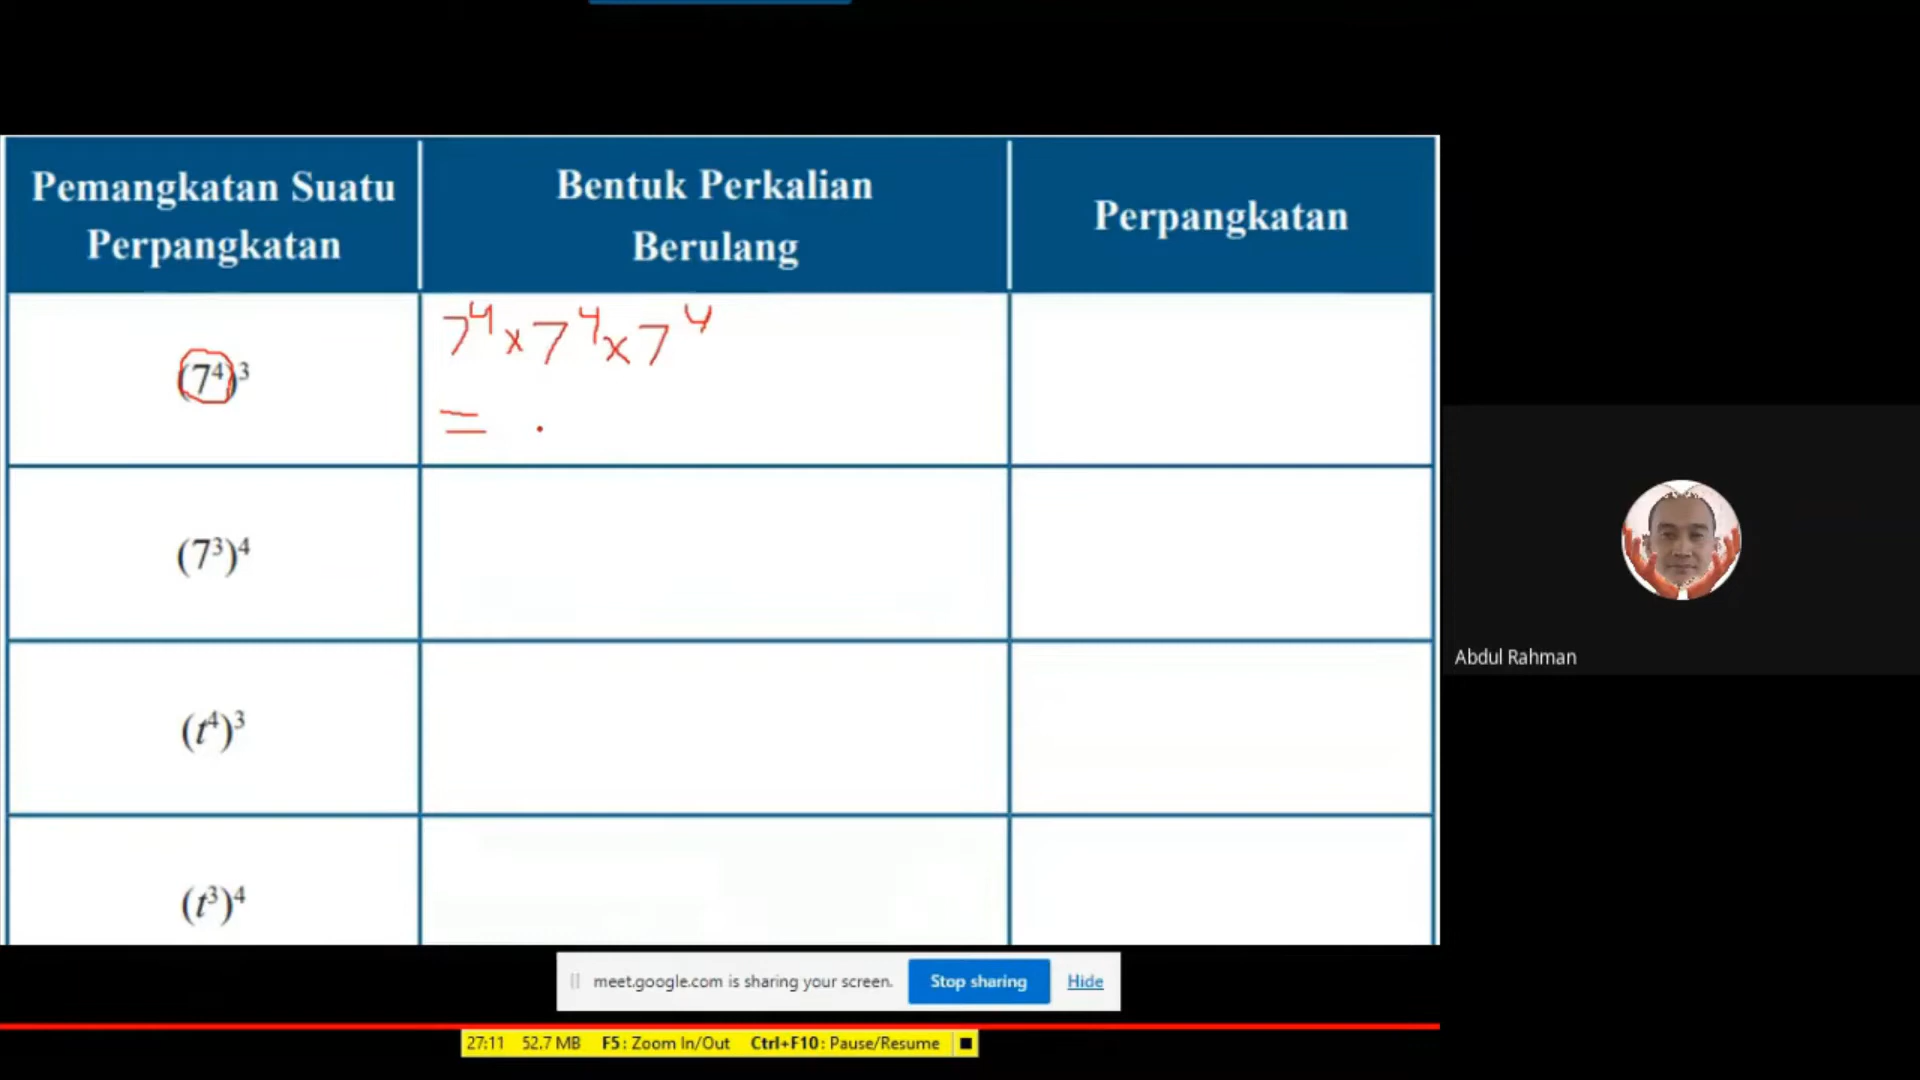 Pemangkatan Suatu
Perpangkatan
Bentuk Perkalian
Berulang
Perpangkatan
(7⁴)³
7⁴ x 7⁴ x 7⁴
= .
(7³)⁴
(t⁴)³
(t³)⁴
Abdul Rahman
meet.google.com is sharing your screen.
Stop sharing
Hide
27:11 52.7 MB F5: Zoom In/Out Ctrl+F10: Pause/Resume